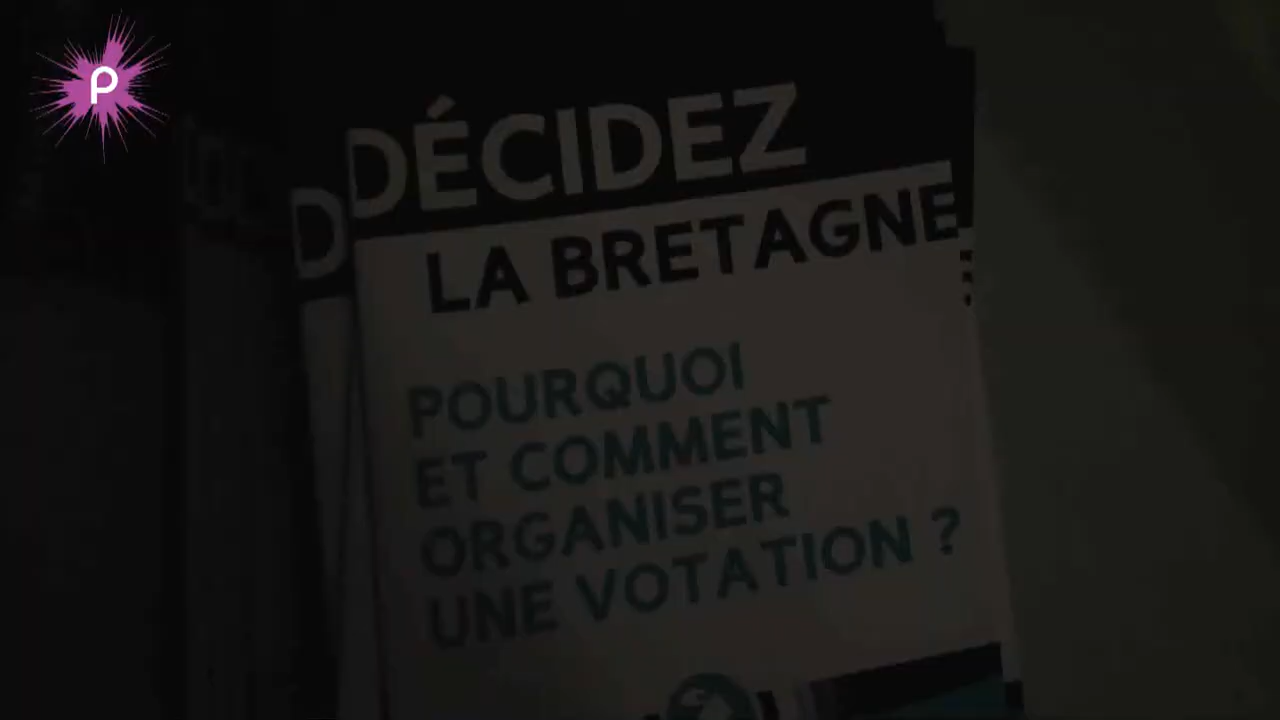 P
DÉCIDEZ
LA BRETAGNE
POURQUOI
ET COMMENT
ORGANISER
UNE VOTATION ?
D